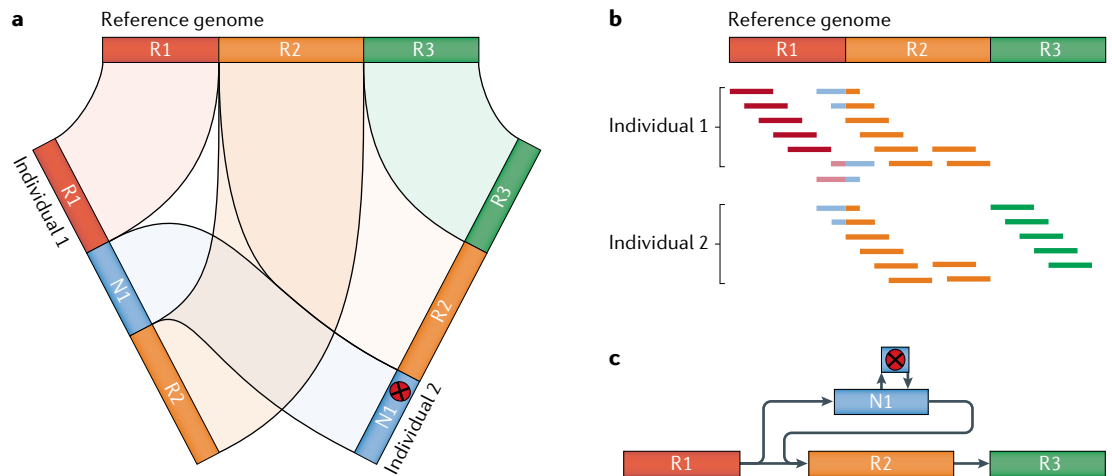 a
Reference genome
R1 R2 R3
Individual 1
R1
N1
R2
R3
R2
N1
Individual 2
b
Reference genome
R1 R2 R3
Individual 1
Individual 2
c
N1
R1 R2 R3